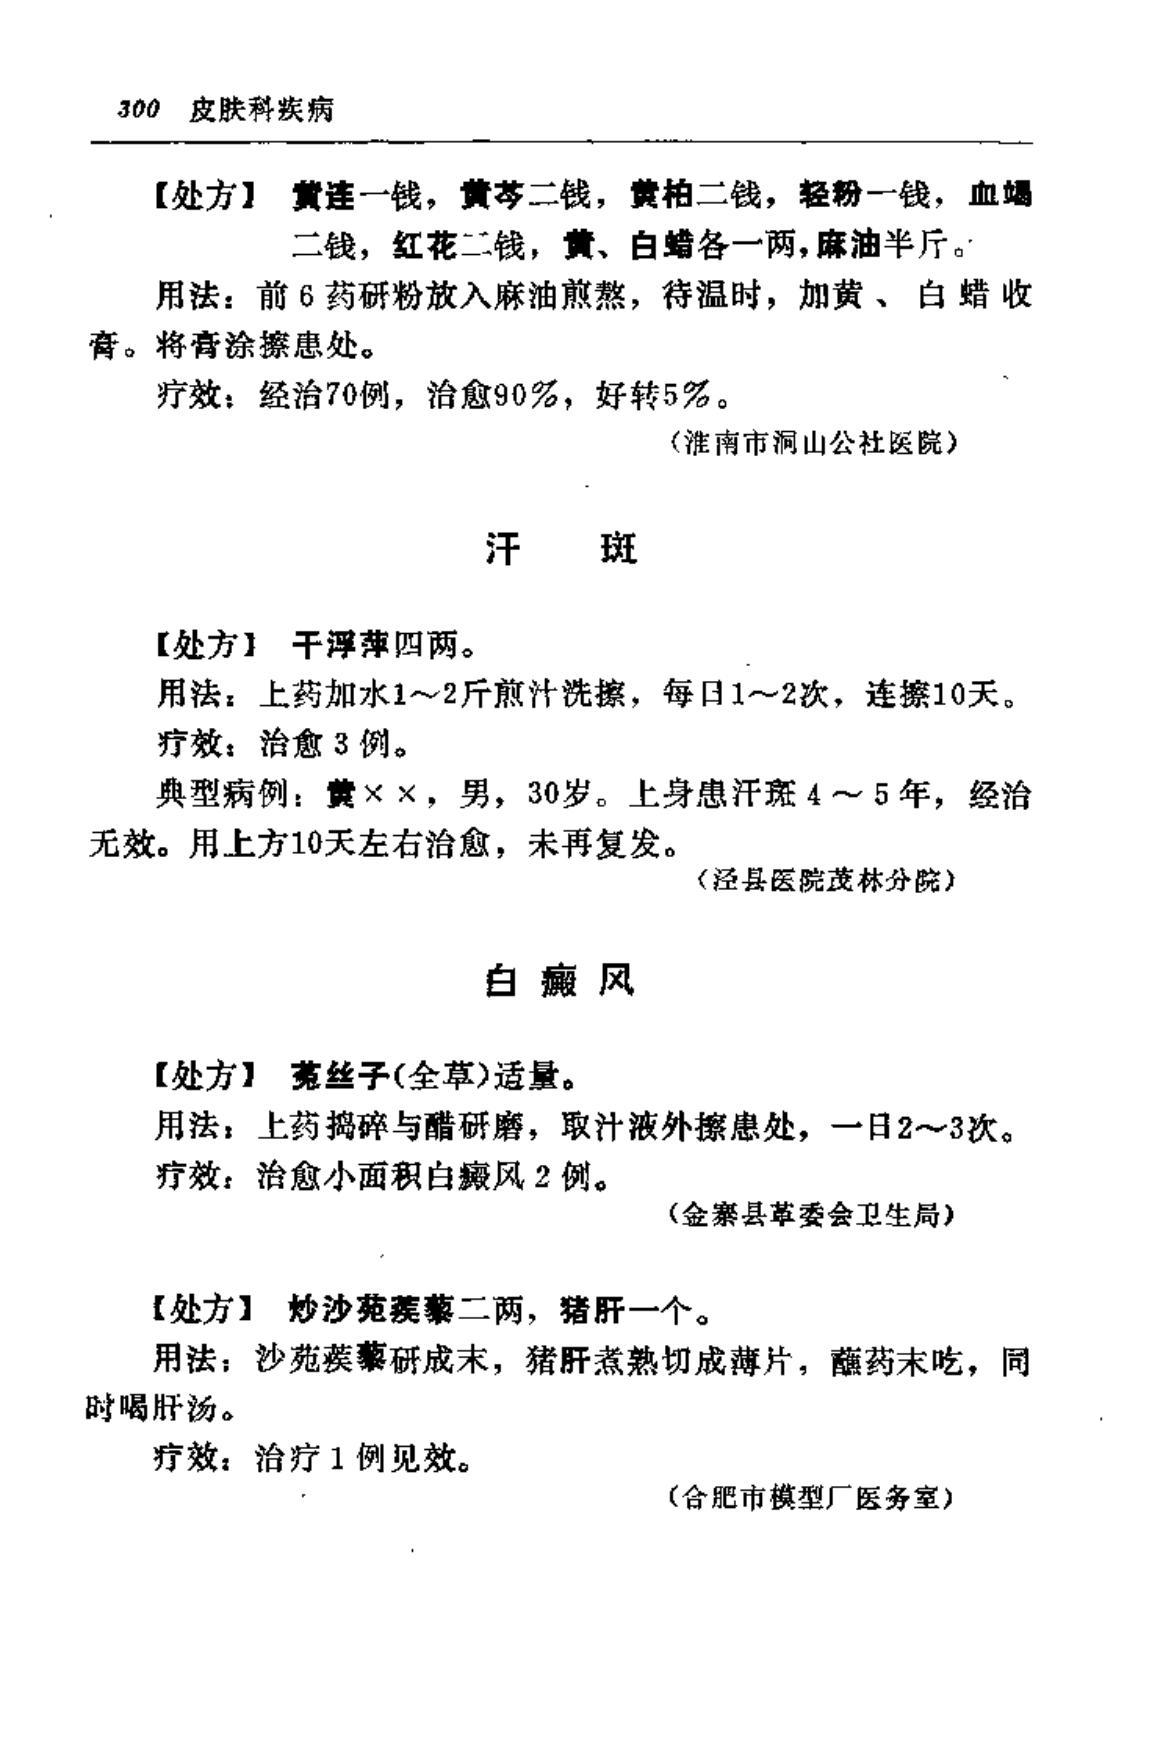 300 皮肤科疾病
【处方】 黄连一钱，黄芩二钱，黄柏二钱，轻粉一钱，血竭
二钱，红花二钱，黄、白蜡各一两，麻油半斤。
用法：前6药研粉放入麻油煎熬，待温时，加黄、白蜡收
膏。将膏涂擦患处。
疗效：经治70例，治愈90%，好转5%。
（淮南市洞山公社医院）
汗 斑
【处方】 干浮萍四两。
用法：上药加水1～2斤煎汁洗擦，每日1～2次，连擦10天。
疗效：治愈3例。
典型病例：黄××，男，30岁。上身患汗斑4～5年，经治
无效。用上方10天左右治愈，未再复发。
（泾县医院茂林分院）
白癜风
【处方】 菟丝子(全草)适量。
用法：上药捣碎与醋研磨，取汁液外擦患处，一日2～3次。
疗效：治愈小面积白癜风2例。
（金寨县革委会卫生局）
【处方】 炒沙苑蒺藜二两，猪肝一个。
用法：沙苑蒺藜研成末，猪肝煮熟切成薄片，蘸药末吃，同
时喝肝汤。
疗效：治疗1例见效。
（合肥市模型厂医务室）